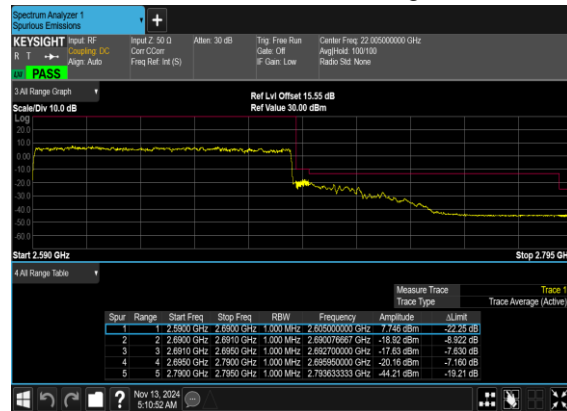 Spectrum Analyzer 1
Spurious Emissions
+
KEYSIGHT Input: RF Input Z: 50 Ω Atten: 30 dB Trig: Free Run Center Freq: 22.005000000 GHz
R T Coupling: DC Corr CCorr Gate: Off Avg|Hold: 100/100
Align: Auto Freq Ref: Int (S) IF Gain: Low Radio Std: None
PASS
3 All Range Graph
Ref Lvl Offset 15.55 dB
Scale/Div 10.0 dB Ref Value 30.00 dBm
Log
20.0
10.0
0.00
-10.0
-20.0
-30.0
-40.0
-50.0
-60.0
Start 2.590 GHz Stop 2.795 GH
4 All Range Table
Measure Trace Trace 1
Trace Type Trace Average (Active)
Spur Range Start Freq Stop Freq RBW Frequency Amplitude ΔLimit
1 1 2.5900 GHz 2.6900 GHz 1.000 MHz 2.605000000 GHz 7.746 dBm -22.25 dB
2 2 2.6900 GHz 2.6910 GHz 1.000 MHz 2.690076667 GHz -18.92 dBm -8.922 dB
3 3 2.6910 GHz 2.6950 GHz 1.000 MHz 2.692700000 GHz -17.63 dBm -7.630 dB
4 4 2.6950 GHz 2.7900 GHz 1.000 MHz 2.695950000 GHz -20.16 dBm -7.160 dB
5 5 2.7900 GHz 2.7950 GHz 1.000 MHz 2.793633333 GHz -44.21 dBm -19.21 dB
? Nov 13, 2024
5:10:52 AM